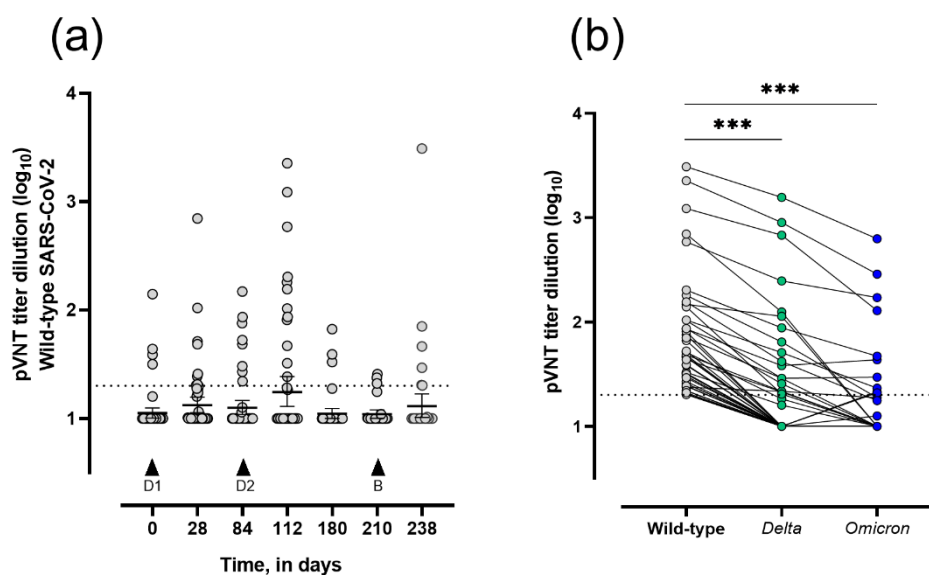 (a)
pVNT titer dilution (log10)
Wild-type SARS-CoV-2
4
3
2
1
D1 D2 B
0 28 84 112 180 210 238
Time, in days
(b)
pVNT titer dilution (log10)
4
3
2
1
***
***
Wild-type Delta Omicron